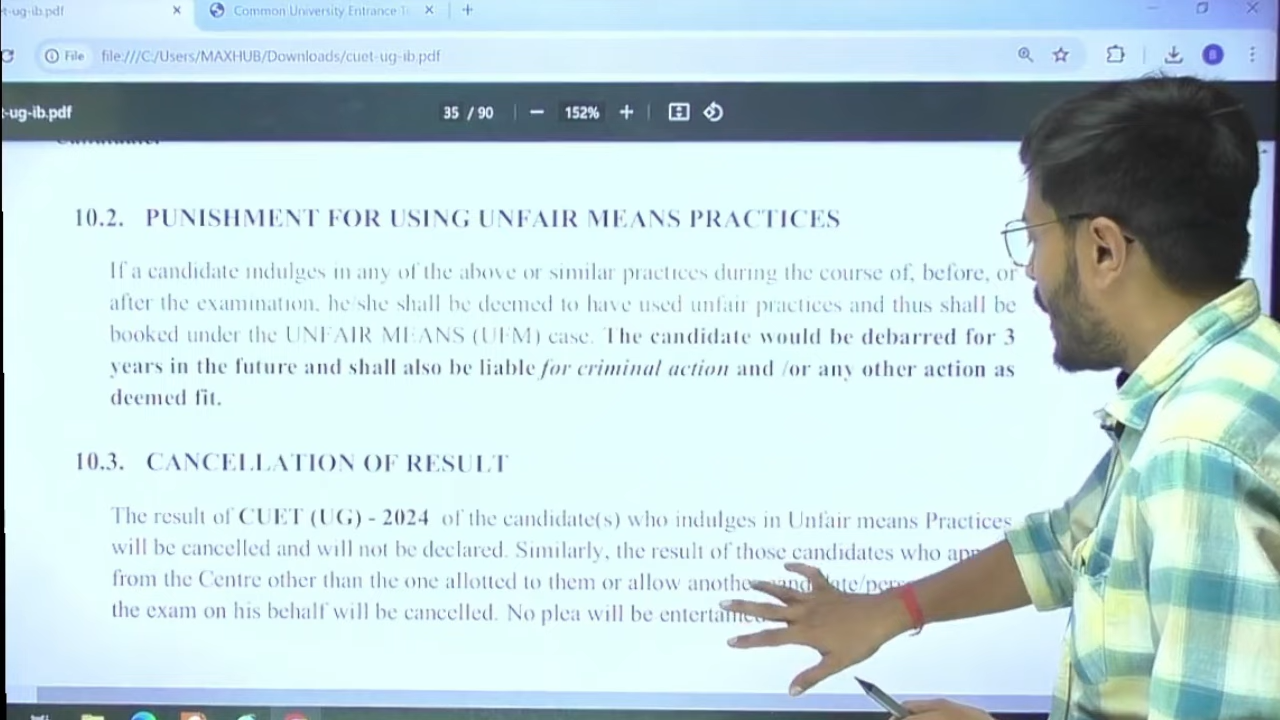 t-ug-ib.pdf
Common University Entrance T
File file:///C:/Users/MAXHUB/Downloads/cuet-ug-ib.pdf
B
-ug-ib.pdf
35 / 90
152%
10.2. PUNISHMENT FOR USING UNFAIR MEANS PRACTICES
If a candidate indulges in any of the above or similar practices during the course of, before, or
after the examination, he/she shall be deemed to have used unfair practices and thus shall be
booked under the UNFAIR MEANS (UFM) case. The candidate would be debarred for 3
years in the future and shall also be liable for criminal action and /or any other action as
deemed fit.
10.3. CANCELLATION OF RESULT
The result of CUET (UG) - 2024 of the candidate(s) who indulges in Unfair means Practices
will be cancelled and will not be declared. Similarly, the result of those candidates who
from the Centre other than the one allotted to them or allow
the exam on his behalf will be cancelled. No plea will be